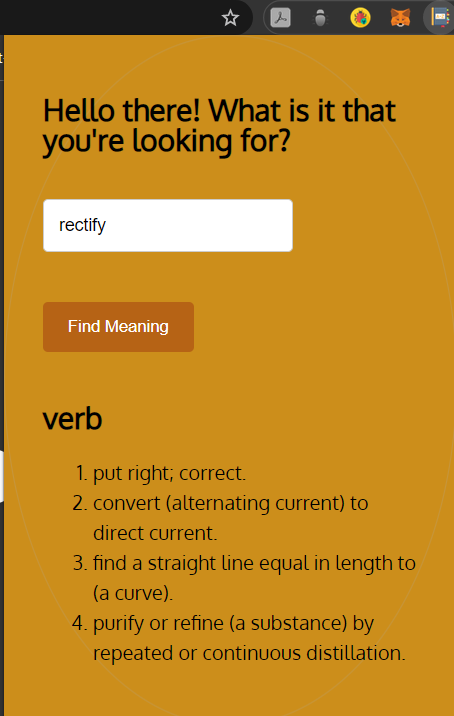 t
Hello there! What is it that
you're looking for?
rectify
Find Meaning
verb
1. put right; correct.
2. convert (alternating current) to
direct current.
3. find a straight line equal in length to
(a curve).
4. purify or refine (a substance) by
repeated or continuous distillation.